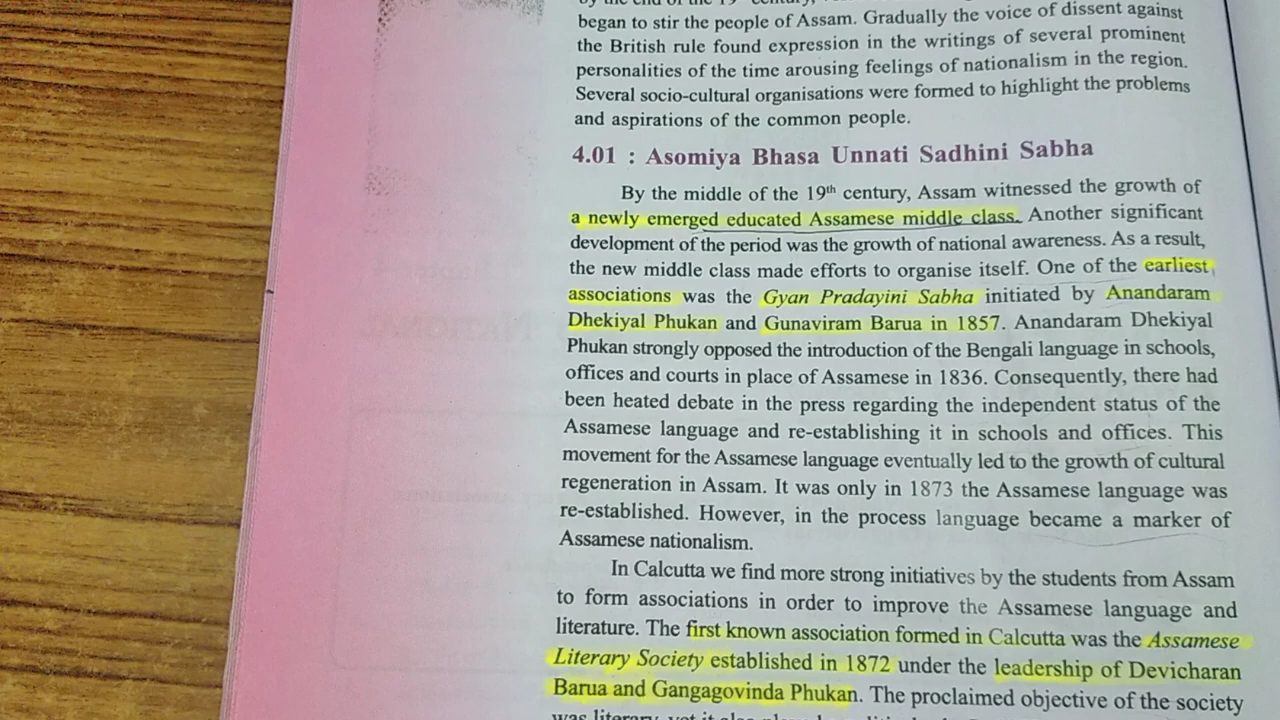 began to stir the people of Assam. Gradually the voice of dissent against
the British rule found expression in the writings of several prominent
personalities of the time arousing feelings of nationalism in the region.
Several socio-cultural organisations were formed to highlight the problems
and aspirations of the common people.
4.01 : Asomiya Bhasa Unnati Sadhini Sabha
By the middle of the 19th century, Assam witnessed the growth of
a newly emerged educated Assamese middle class. Another significant
development of the period was the growth of national awareness. As a result,
the new middle class made efforts to organise itself. One of the earliest
associations was the Gyan Pradayini Sabha initiated by Anandaram
Dhekiyal Phukan and Gunaviram Barua in 1857. Anandaram Dhekiyal
Phukan strongly opposed the introduction of the Bengali language in schools,
offices and courts in place of Assamese in 1836. Consequently, there had
been heated debate in the press regarding the independent status of the
Assamese language and re-establishing it in schools and offices. This
movement for the Assamese language eventually led to the growth of cultural
regeneration in Assam. It was only in 1873 the Assamese language was
re-established. However, in the process language became a marker of
Assamese nationalism.
In Calcutta we find more strong initiatives by the students from Assam
to form associations in order to improve the Assamese language and
literature. The first known association formed in Calcutta was the Assamese
Literary Society established in 1872 under the leadership of Devicharan
Barua and Gangagovinda Phukan. The proclaimed objective of the society